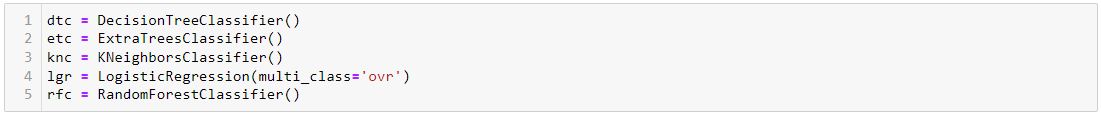 1 dtc = DecisionTreeClassifier()
2 etc = ExtraTreesClassifier()
3 knc = KNeighborsClassifier()
4 lgr = LogisticRegression(multi_class='ovr')
5 rfc = RandomForestClassifier()